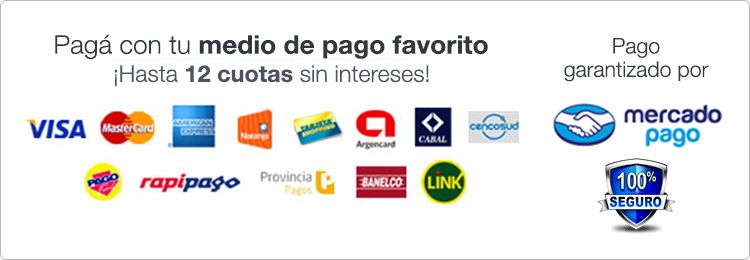 Pagá con tu medio de pago favorito
¡Hasta 12 cuotas sin intereses!
VISA
MasterCard
AMERICAN EXPRESS
Naranja
TARJETA SHOPPING
Argencard
CABAL
cencosud
PAGO Fácil
rapipago
Provincia Pagos
BANELCO
LINK
Pago
garantizado por
mercado
pago
100%
SEGURO